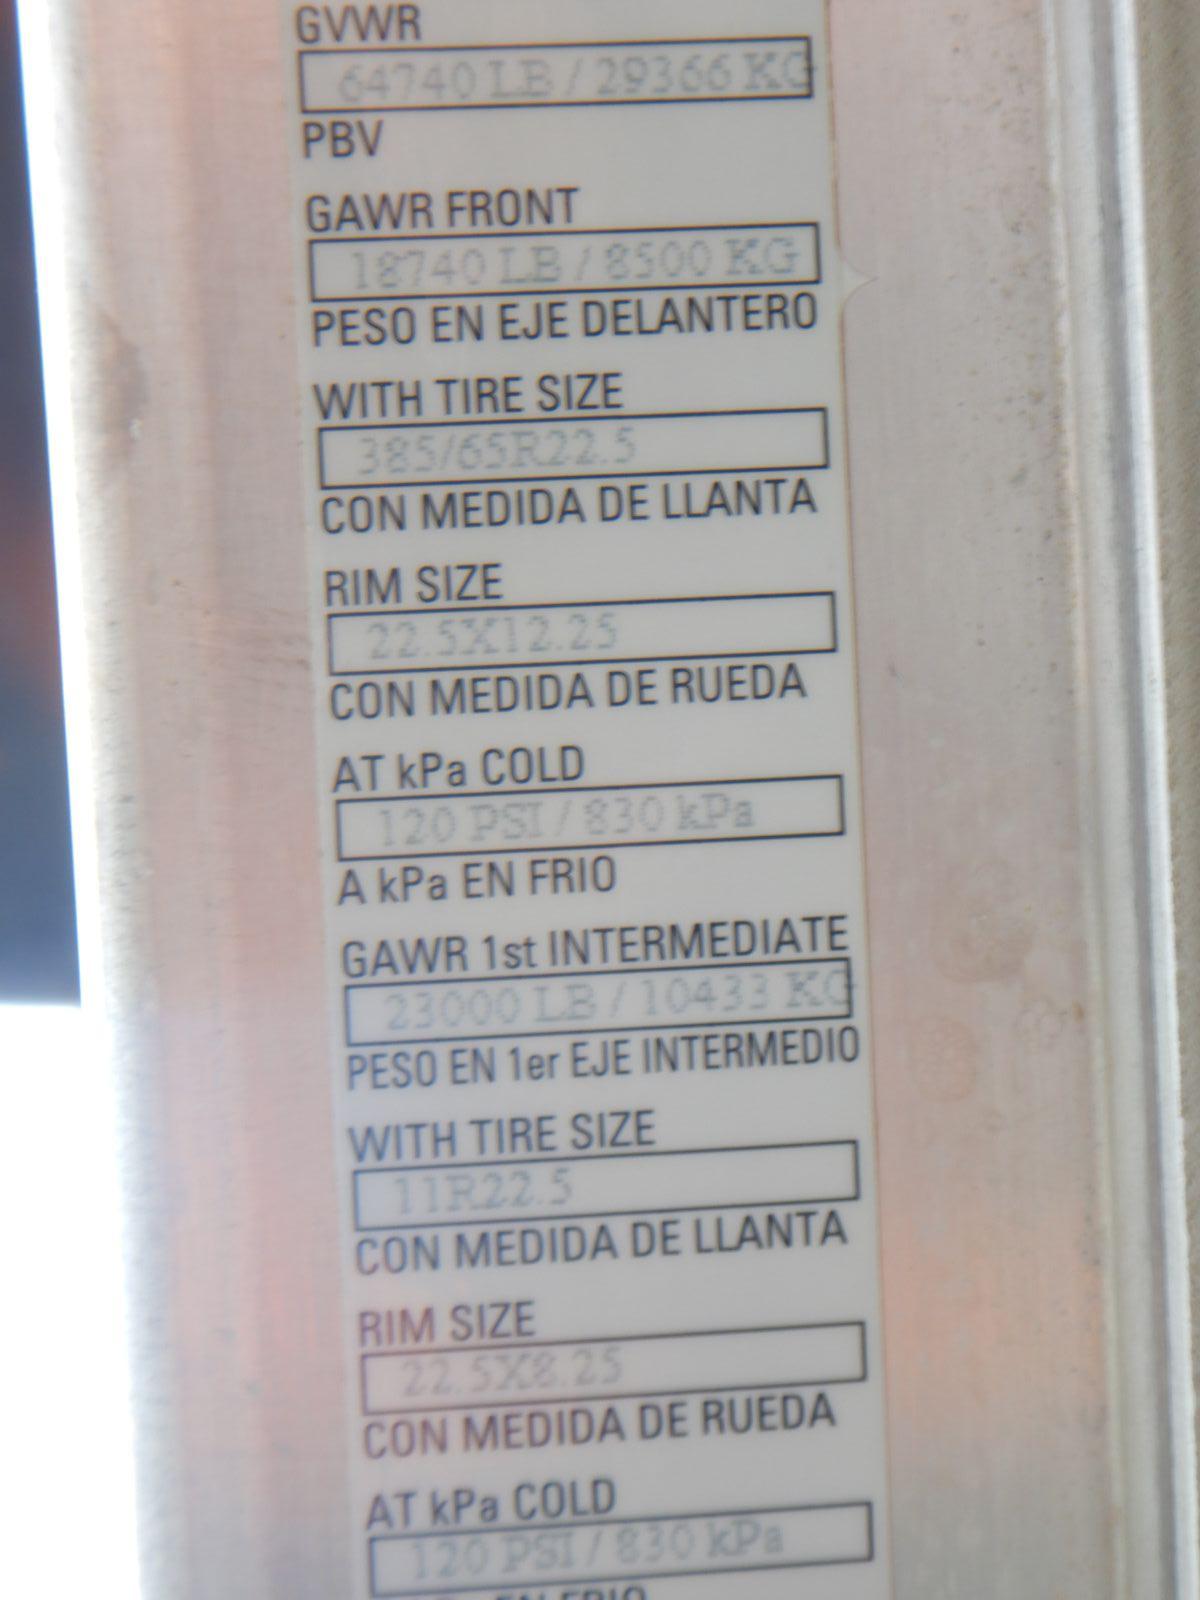 GVWR
64740 LB / 29366 KG
PBV
GAWR FRONT
18740 LB / 8500 KG
PESO EN EJE DELANTERO
WITH TIRE SIZE
385/65R22.5
CON MEDIDA DE LLANTA
RIM SIZE
22.5X12.25
CON MEDIDA DE RUEDA
AT kPa COLD
120 PSI / 830 kPa
A kPa EN FRIO
GAWR 1st INTERMEDIATE
23000 LB / 10433 KG
PESO EN 1er EJE INTERMEDIO
WITH TIRE SIZE
11R22.5
CON MEDIDA DE LLANTA
RIM SIZE
22.5X8.25
CON MEDIDA DE RUEDA
AT kPa COLD
120 PSI / 830 kPa
EN FRIO